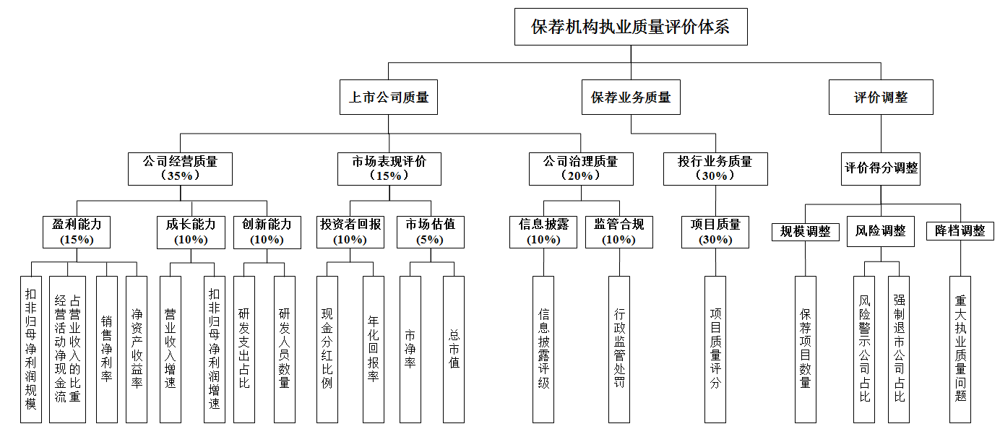 保荐机构执业质量评价体系
上市公司质量
保荐业务质量
评价调整
公司经营质量
（35%）
市场表现评价
（15%）
公司治理质量
（20%）
投行业务质量
（30%）
评价得分调整
盈利能力
(15%)
成长能力
(10%)
创新能力
(10%)
投资者回报
(10%)
市场估值
(5%)
信息披露
(10%)
监管合规
(10%)
项目质量
(30%)
规模调整
风险调整
降档调整
扣非归母净利润规模
经营活动净现金流
占营业收入的比重
销售净利率
净资产收益率
营业收入增速
扣非归母净利润增速
研发支出占比
研发人员数量
现金分红比例
年化回报率
市净率
总市值
信息披露评级
行政监管处罚
项目质量评分
保荐项目数量
风险警示公司占比
强制退市公司占比
重大执业质量问题